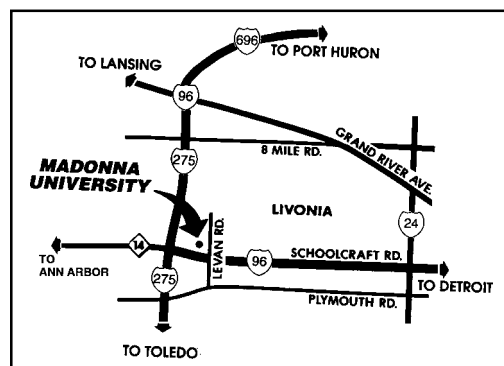 696
TO PORT HURON
TO LANSING
96
GRAND RIVER AVE.
8 MILE RD.
275
MADONNA
UNIVERSITY
LEVAN RD.
LIVONIA
24
14
SCHOOLCRAFT RD.
96
TO
ANN ARBOR
275
TO DETROIT
PLYMOUTH RD.
TO TOLEDO